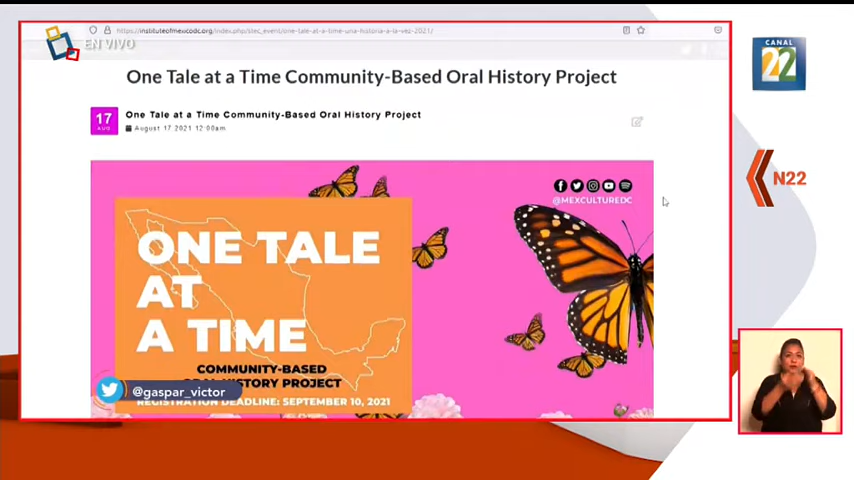 https://instituteofmexicodc.org/index.php/stec_event/one-tale-at-a-time-una-historia-a-la-vez-2021/
EN VIVO
One Tale at a Time Community-Based Oral History Project
17
AUG
One Tale at a Time Community-Based Oral History Project
August 17 2021 12:00am
@MEXCULTUREDC
ONE TALE
AT
A TIME
COMMUNITY-BASED
ORAL HISTORY PROJECT
@gaspar_victor
REGISTRATION DEADLINE: SEPTEMBER 10, 2021
CANAL
22
N22